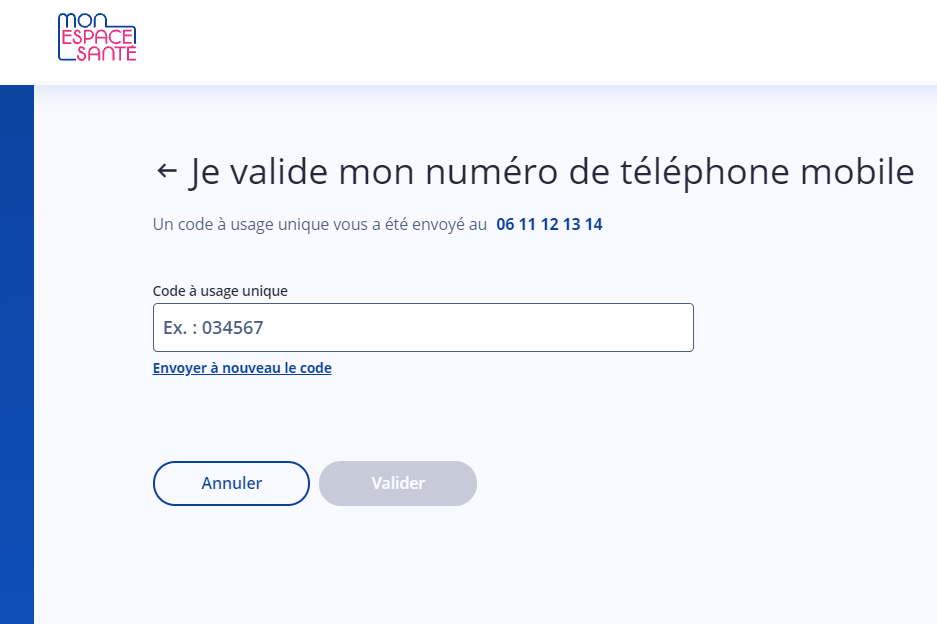 mon
ESPACE
SANTÉ
← Je valide mon numéro de téléphone mobile
Un code à usage unique vous a été envoyé au 06 11 12 13 14
Code à usage unique
Ex. : 034567
Envoyer à nouveau le code
Annuler
Valider